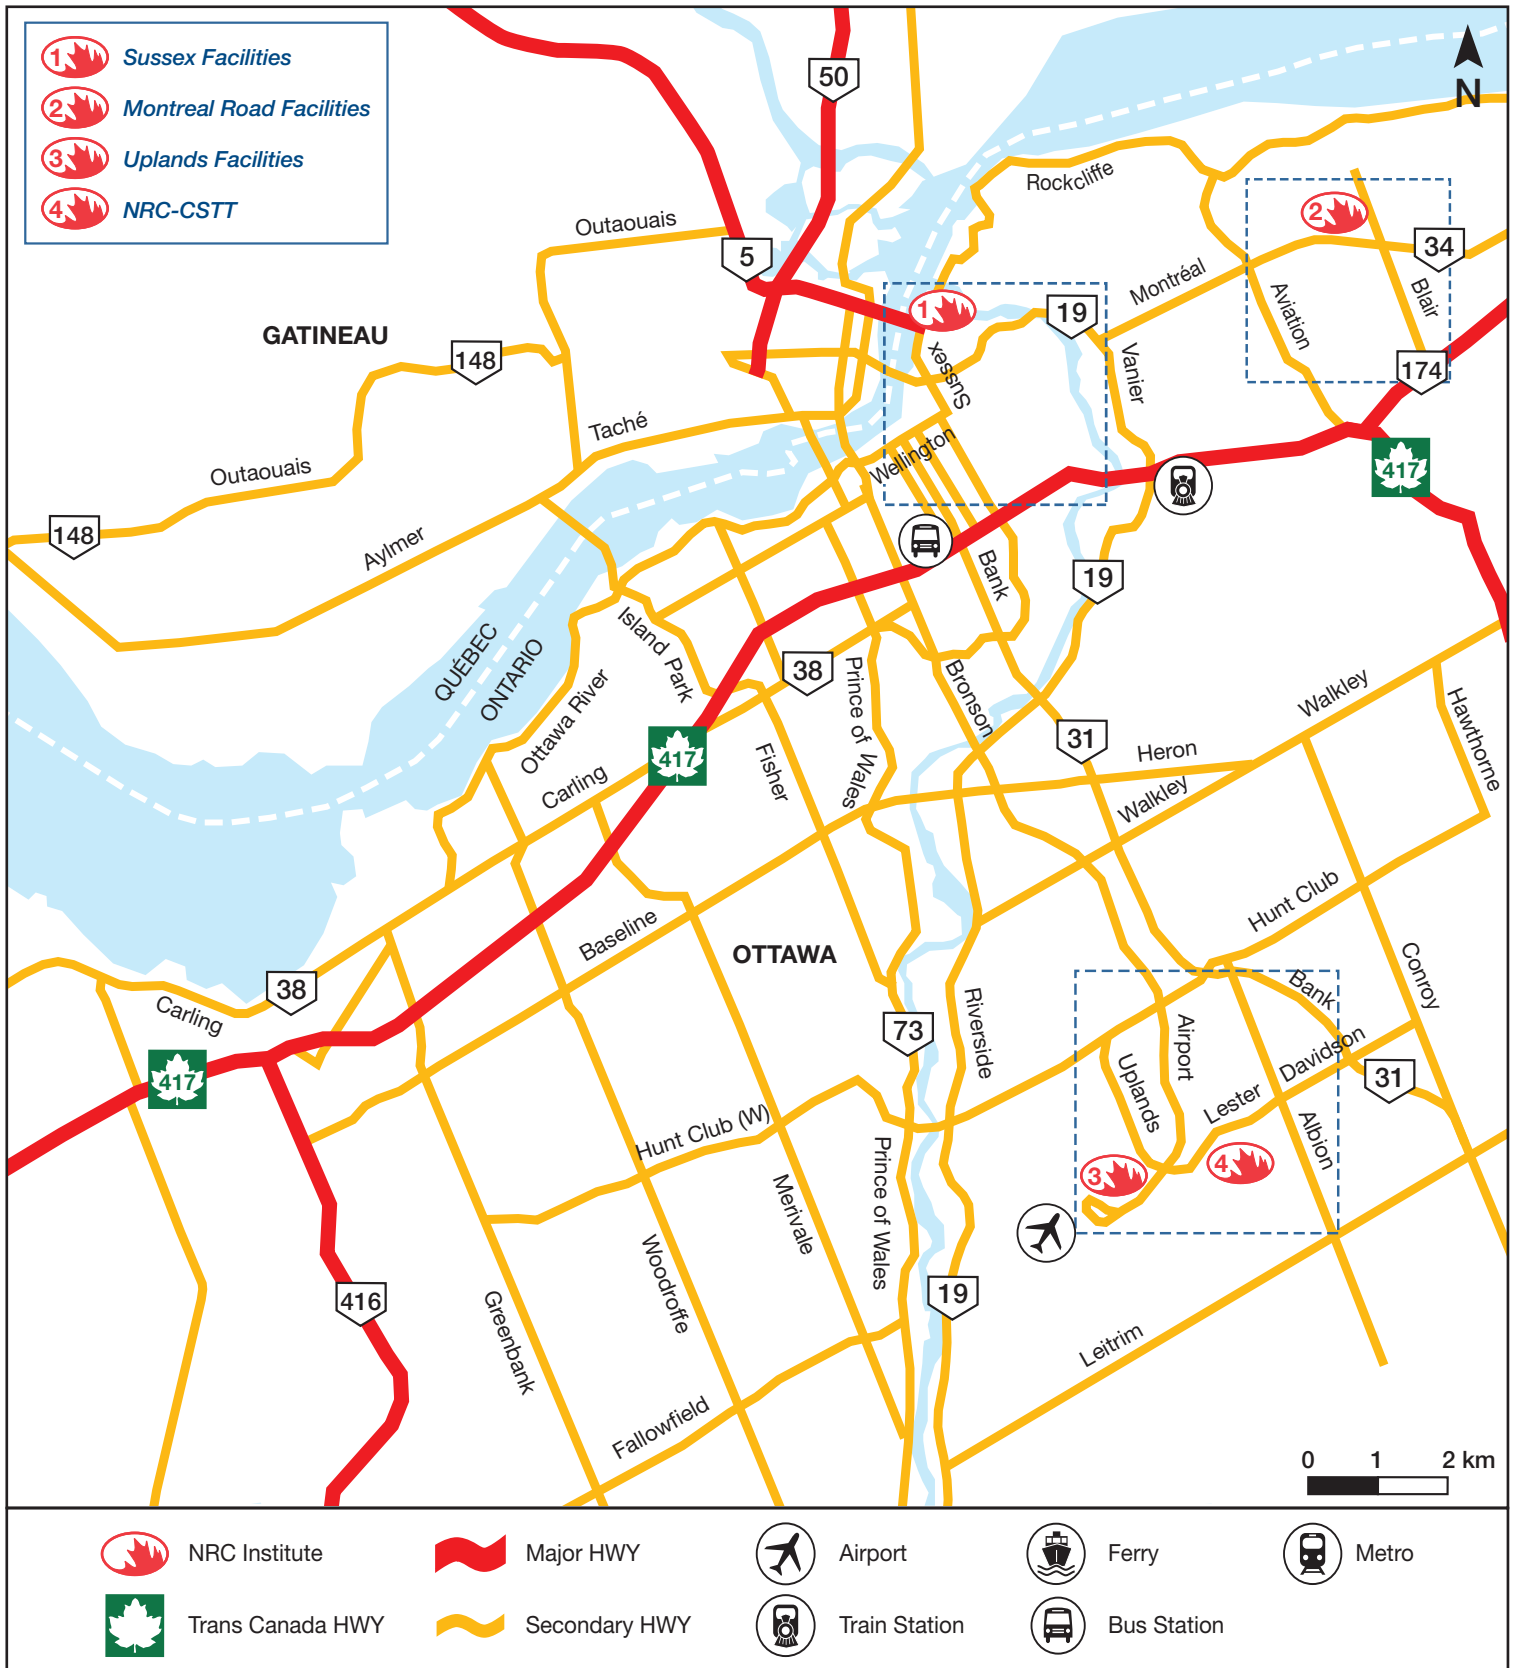 1 Sussex Facilities
2 Montreal Road Facilities
3 Uplands Facilities
4 NRC-CSTT
N
50
Rockcliffe
2
Outaouais
5
34
Montréal
Blair
Aviation
1
19
GATINEAU
148
Sussex
Vanier
174
Taché
Wellington
417
Outaouais
148
Aylmer
Bank
19
Island Park
QUÉBEC
ONTARIO
38
Prince of Wales
Bronson
Ottawa River
Walkley
Hawthorne
31
Heron
417
Fisher
Carling
Walkley
Hunt Club
Baseline
OTTAWA
Conroy
38
Carling
Bank
73
Riverside
Airport
Davidson
417
Uplands
31
Lester
Albion
Hunt Club (W)
3
4
Prince of Wales
Merivale
Woodroffe
416
19
Greenbank
Leitrim
Fallowfield
0 1 2 km
NRC Institute
Major HWY
Airport
Ferry
Metro
Trans Canada HWY
Secondary HWY
Train Station
Bus Station